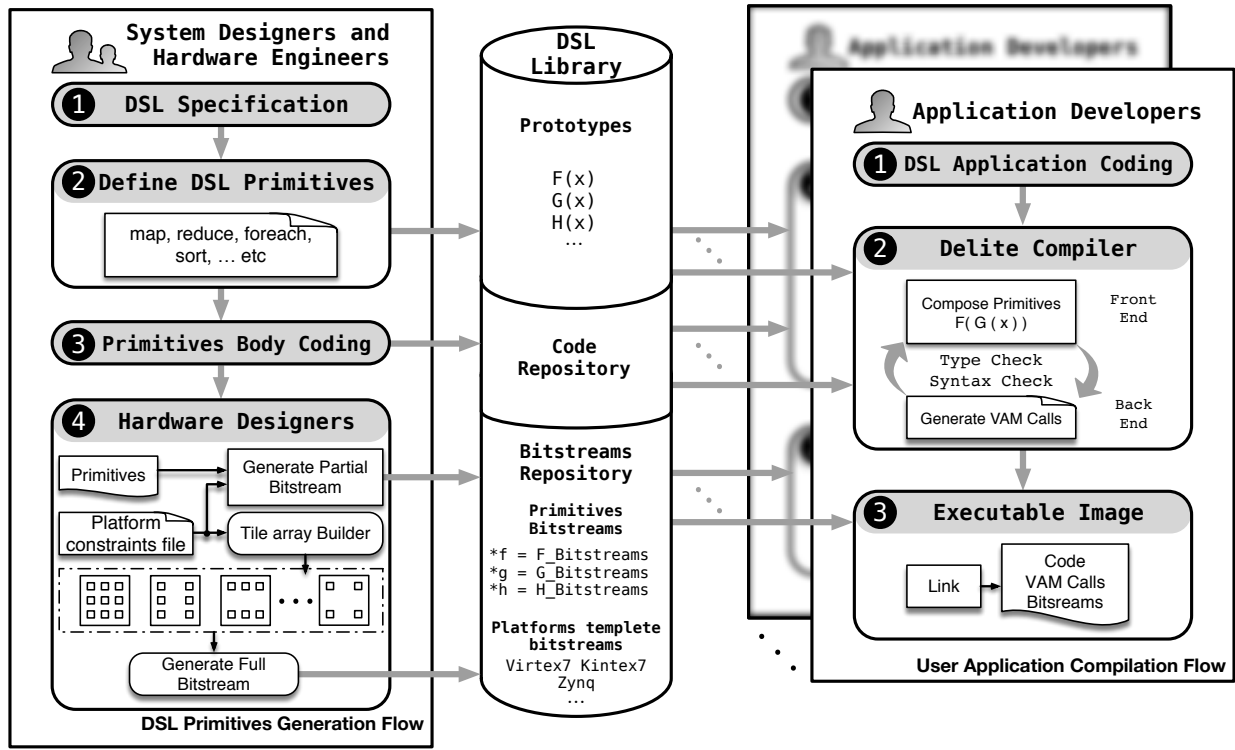 System Designers and
Hardware Engineers
1 DSL Specification
2 Define DSL Primitives
map, reduce, foreach,
sort, … etc
3 Primitives Body Coding
4 Hardware Designers
Primitives
Generate Partial
Bitstream
Platform
constraints file
Tile array Builder
Generate Full
Bitstream
DSL Primitives Generation Flow
DSL
Library
Prototypes
F(x)
G(x)
H(x)
…
Code
Repository
Bitstreams
Repository
Primitives
Bitstreams
*f = F_Bitstreams
*g = G_Bitstreams
*h = H_Bitstreams
Platforms templete
bitstreams
Virtex7 Kintex7
Zynq
…
Application Developers
Application Developers
1 DSL Application Coding
2 Delite Compiler
Compose Primitives
F( G ( x ) )
Front
End
Type Check
Syntax Check
Generate VAM Calls
Back
End
3 Executable Image
Link
Code
VAM Calls
Bitsreams
User Application Compilation Flow